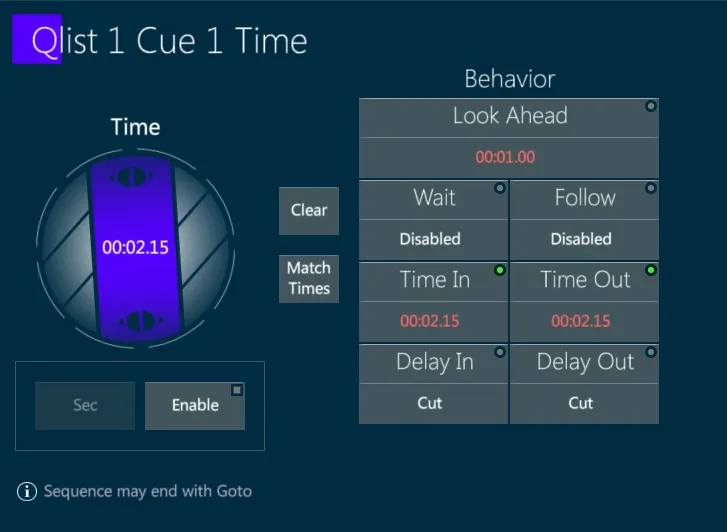 Qlist 1 Cue 1 Time
Time
00:02.15
Clear
Match
Times
Sec
Enable
Sequence may end with Goto
Behavior
Look Ahead
00:01.00
Wait
Follow
Disabled
Disabled
Time In
Time Out
00:02.15
00:02.15
Delay In
Delay Out
Cut
Cut